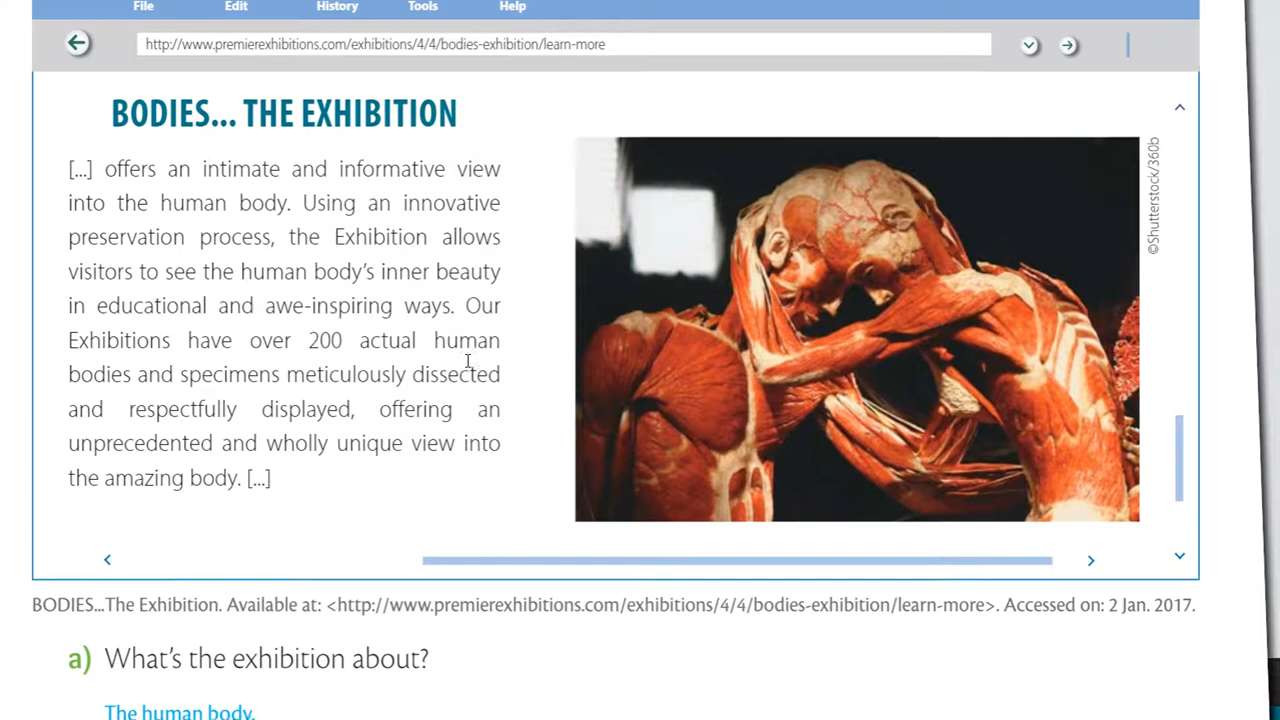 File Edit History Tools Help
http://www.premierexhibitions.com/exhibitions/4/4/bodies-exhibition/learn-more
BODIES... THE EXHIBITION
[...] offers an intimate and informative view
into the human body. Using an innovative
preservation process, the Exhibition allows
visitors to see the human body's inner beauty
in educational and awe-inspiring ways. Our
Exhibitions have over 200 actual human
bodies and specimens meticulously dissected
and respectfully displayed, offering an
unprecedented and wholly unique view into
the amazing body. [...]
©Shutterstock/360b
BODIES...The Exhibition. Available at: <http://www.premierexhibitions.com/exhibitions/4/4/bodies-exhibition/learn-more>. Accessed on: 2 Jan. 2017.
a) What's the exhibition about?
The human body.